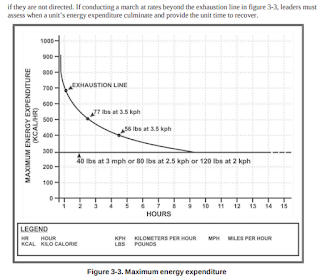 if they are not directed. If conducting a march at rates beyond the exhaustion line in figure 3-3, leaders must
assess when a unit's energy expenditure culminate and provide the unit time to recover.
MAXIMUM ENERGY EXPENDITURE
(KCAL/HR)
1000
900
800
700
600
500
400
300
200
100
0
EXHAUSTION LINE
77 lbs at 3.5 kph
56 lbs at 3.5 kph
40 lbs at 3 mph or 80 lbs at 2.5 kph or 120 lbs at 2 kph
1 2 3 4 5 6 7 8 9 10 11 12 13 14 15
HOURS
LEGEND
HR HOUR KPH KILOMETERS PER HOUR MPH MILES PER HOUR
KCAL KILO CALORIE LBS POUNDS
Figure 3-3. Maximum energy expenditure